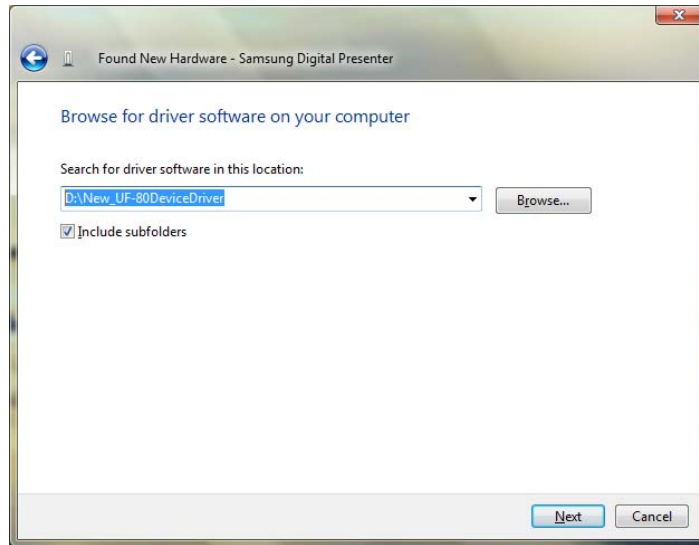 Found New Hardware - Samsung Digital Presenter
Browse for driver software on your computer
Search for driver software in this location:
D:\New_UF-80DeviceDriver
Browse...
Include subfolders
Next
Cancel